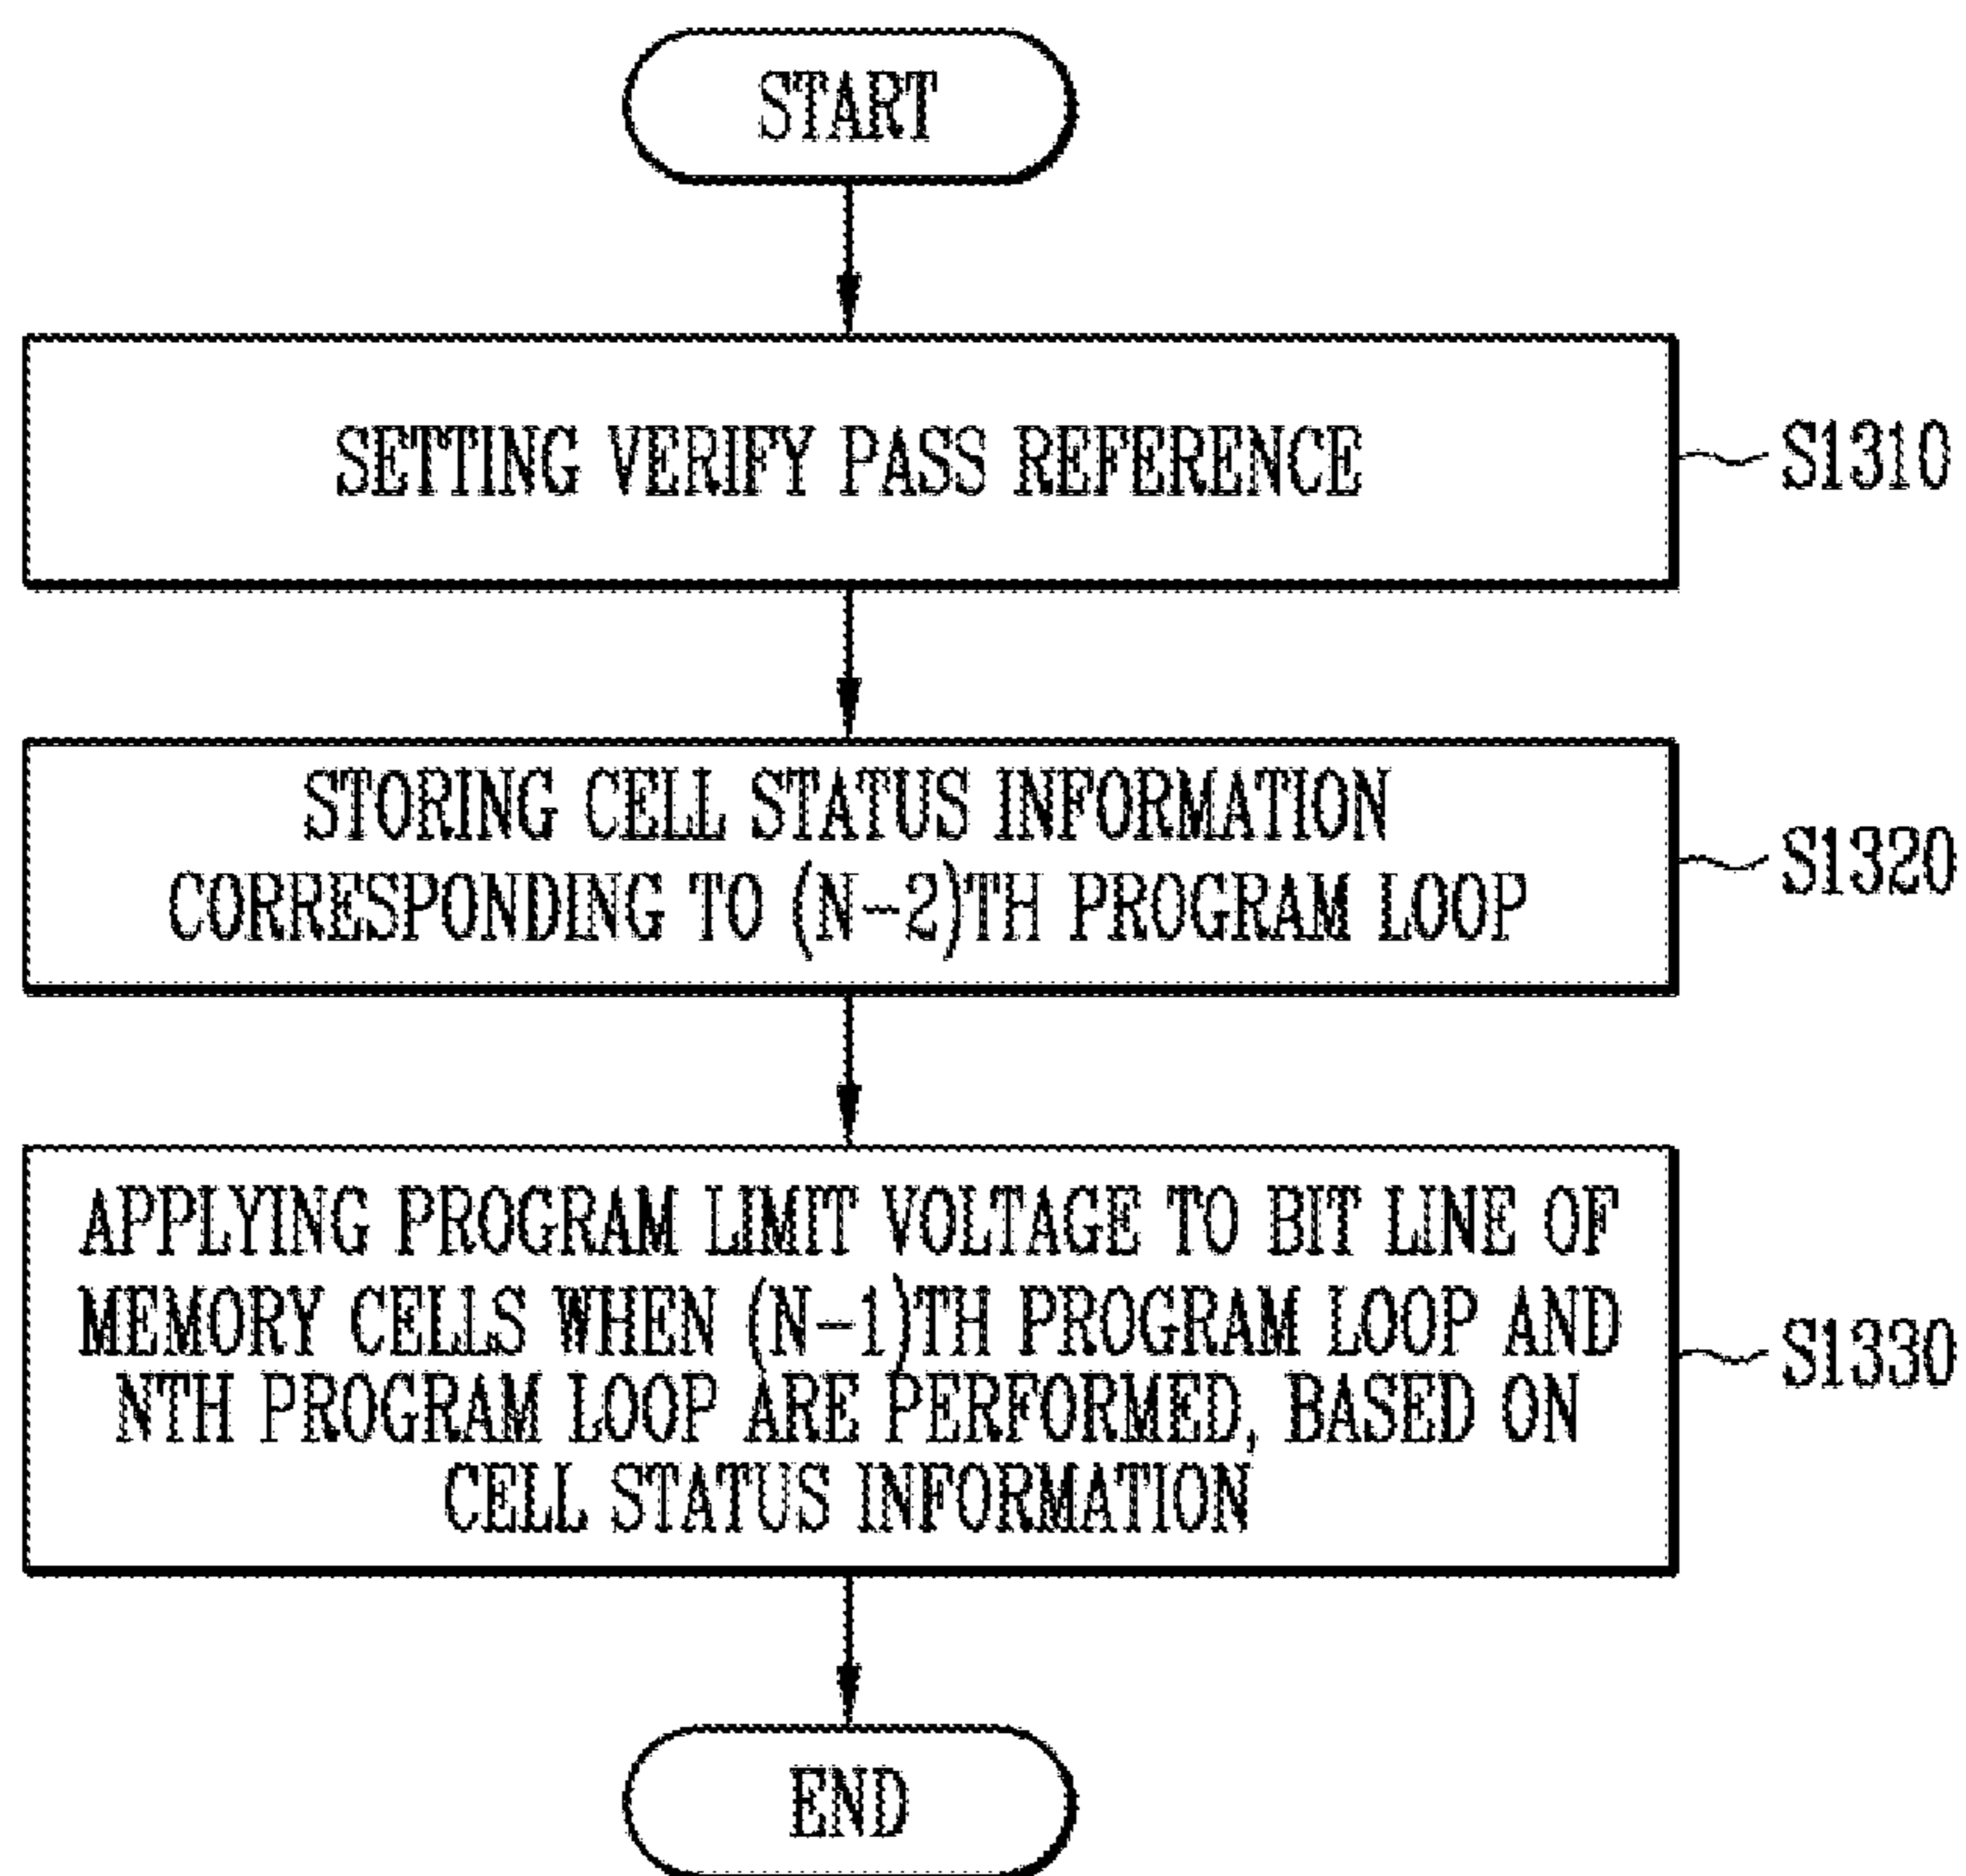 START
SETTING VERIFY PASS REFERENCE
S1310
STORING CELL STATUS INFORMATION
CORRESPONDING TO (N-2)TH PROGRAM LOOP
S1320
APPLYING PROGRAM LIMIT VOLTAGE TO BIT LINE OF
MEMORY CELLS WHEN (N-1)TH PROGRAM LOOP AND
NTH PROGRAM LOOP ARE PERFORMED, BASED ON
CELL STATUS INFORMATION
S1330
END